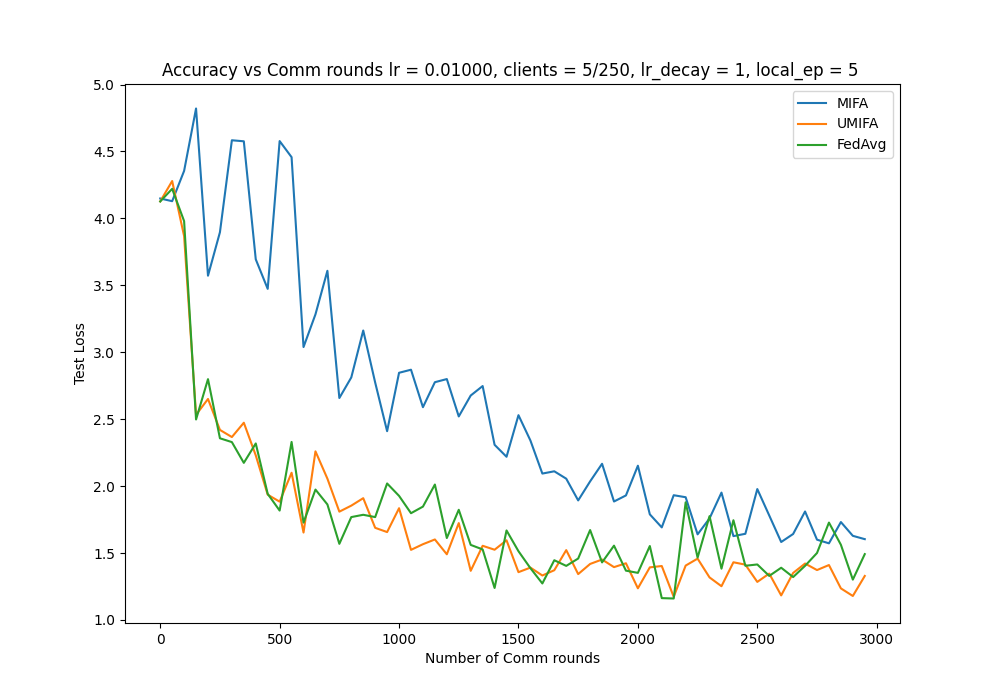 Accuracy vs Comm rounds lr = 0.01000, clients = 5/250, lr_decay = 1, local_ep = 5
MIFA
UMIFA
FedAvg
5.0
4.5
4.0
3.5
3.0
2.5
2.0
1.5
1.0
Test Loss
0 500 1000 1500 2000 2500 3000
Number of Comm rounds